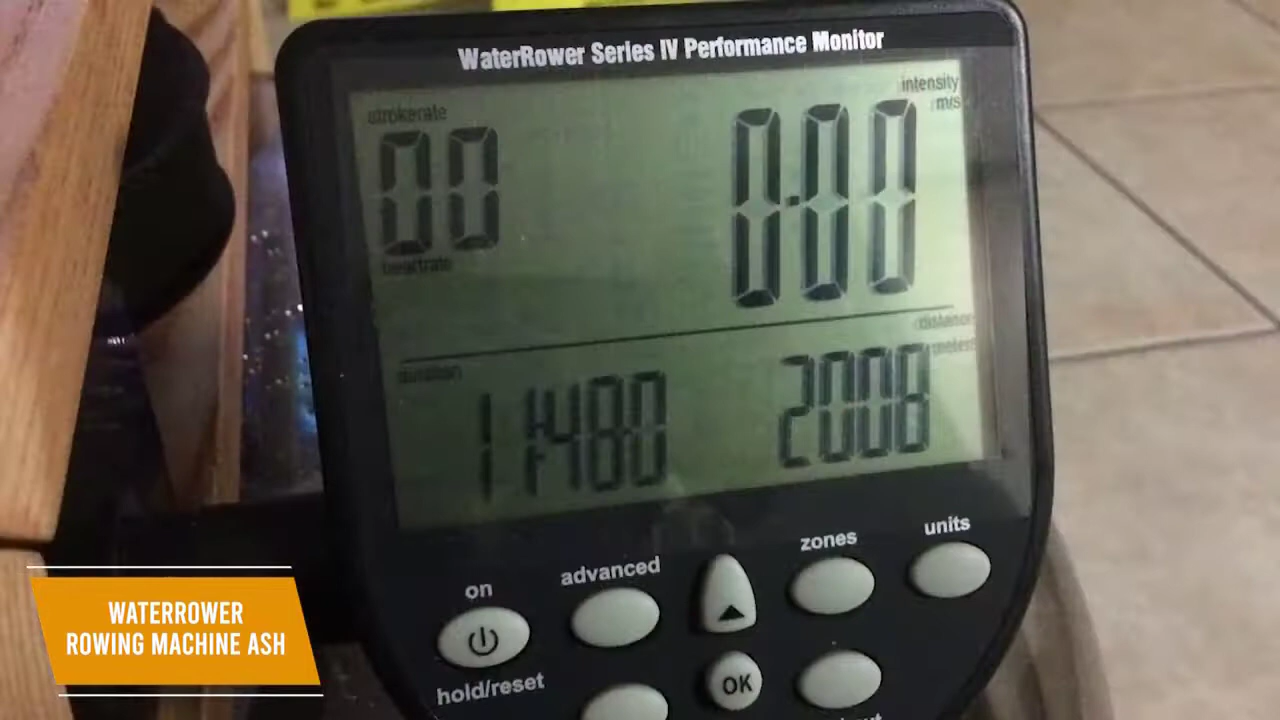 WaterRower Series IV Performance Monitor
strokerate
intensity
m/s
00
0.00
heartrate
distance
meters
duration
2008
units
zones
advanced
on
hold/reset
OK
WATERROWER
ROWING MACHINE ASH